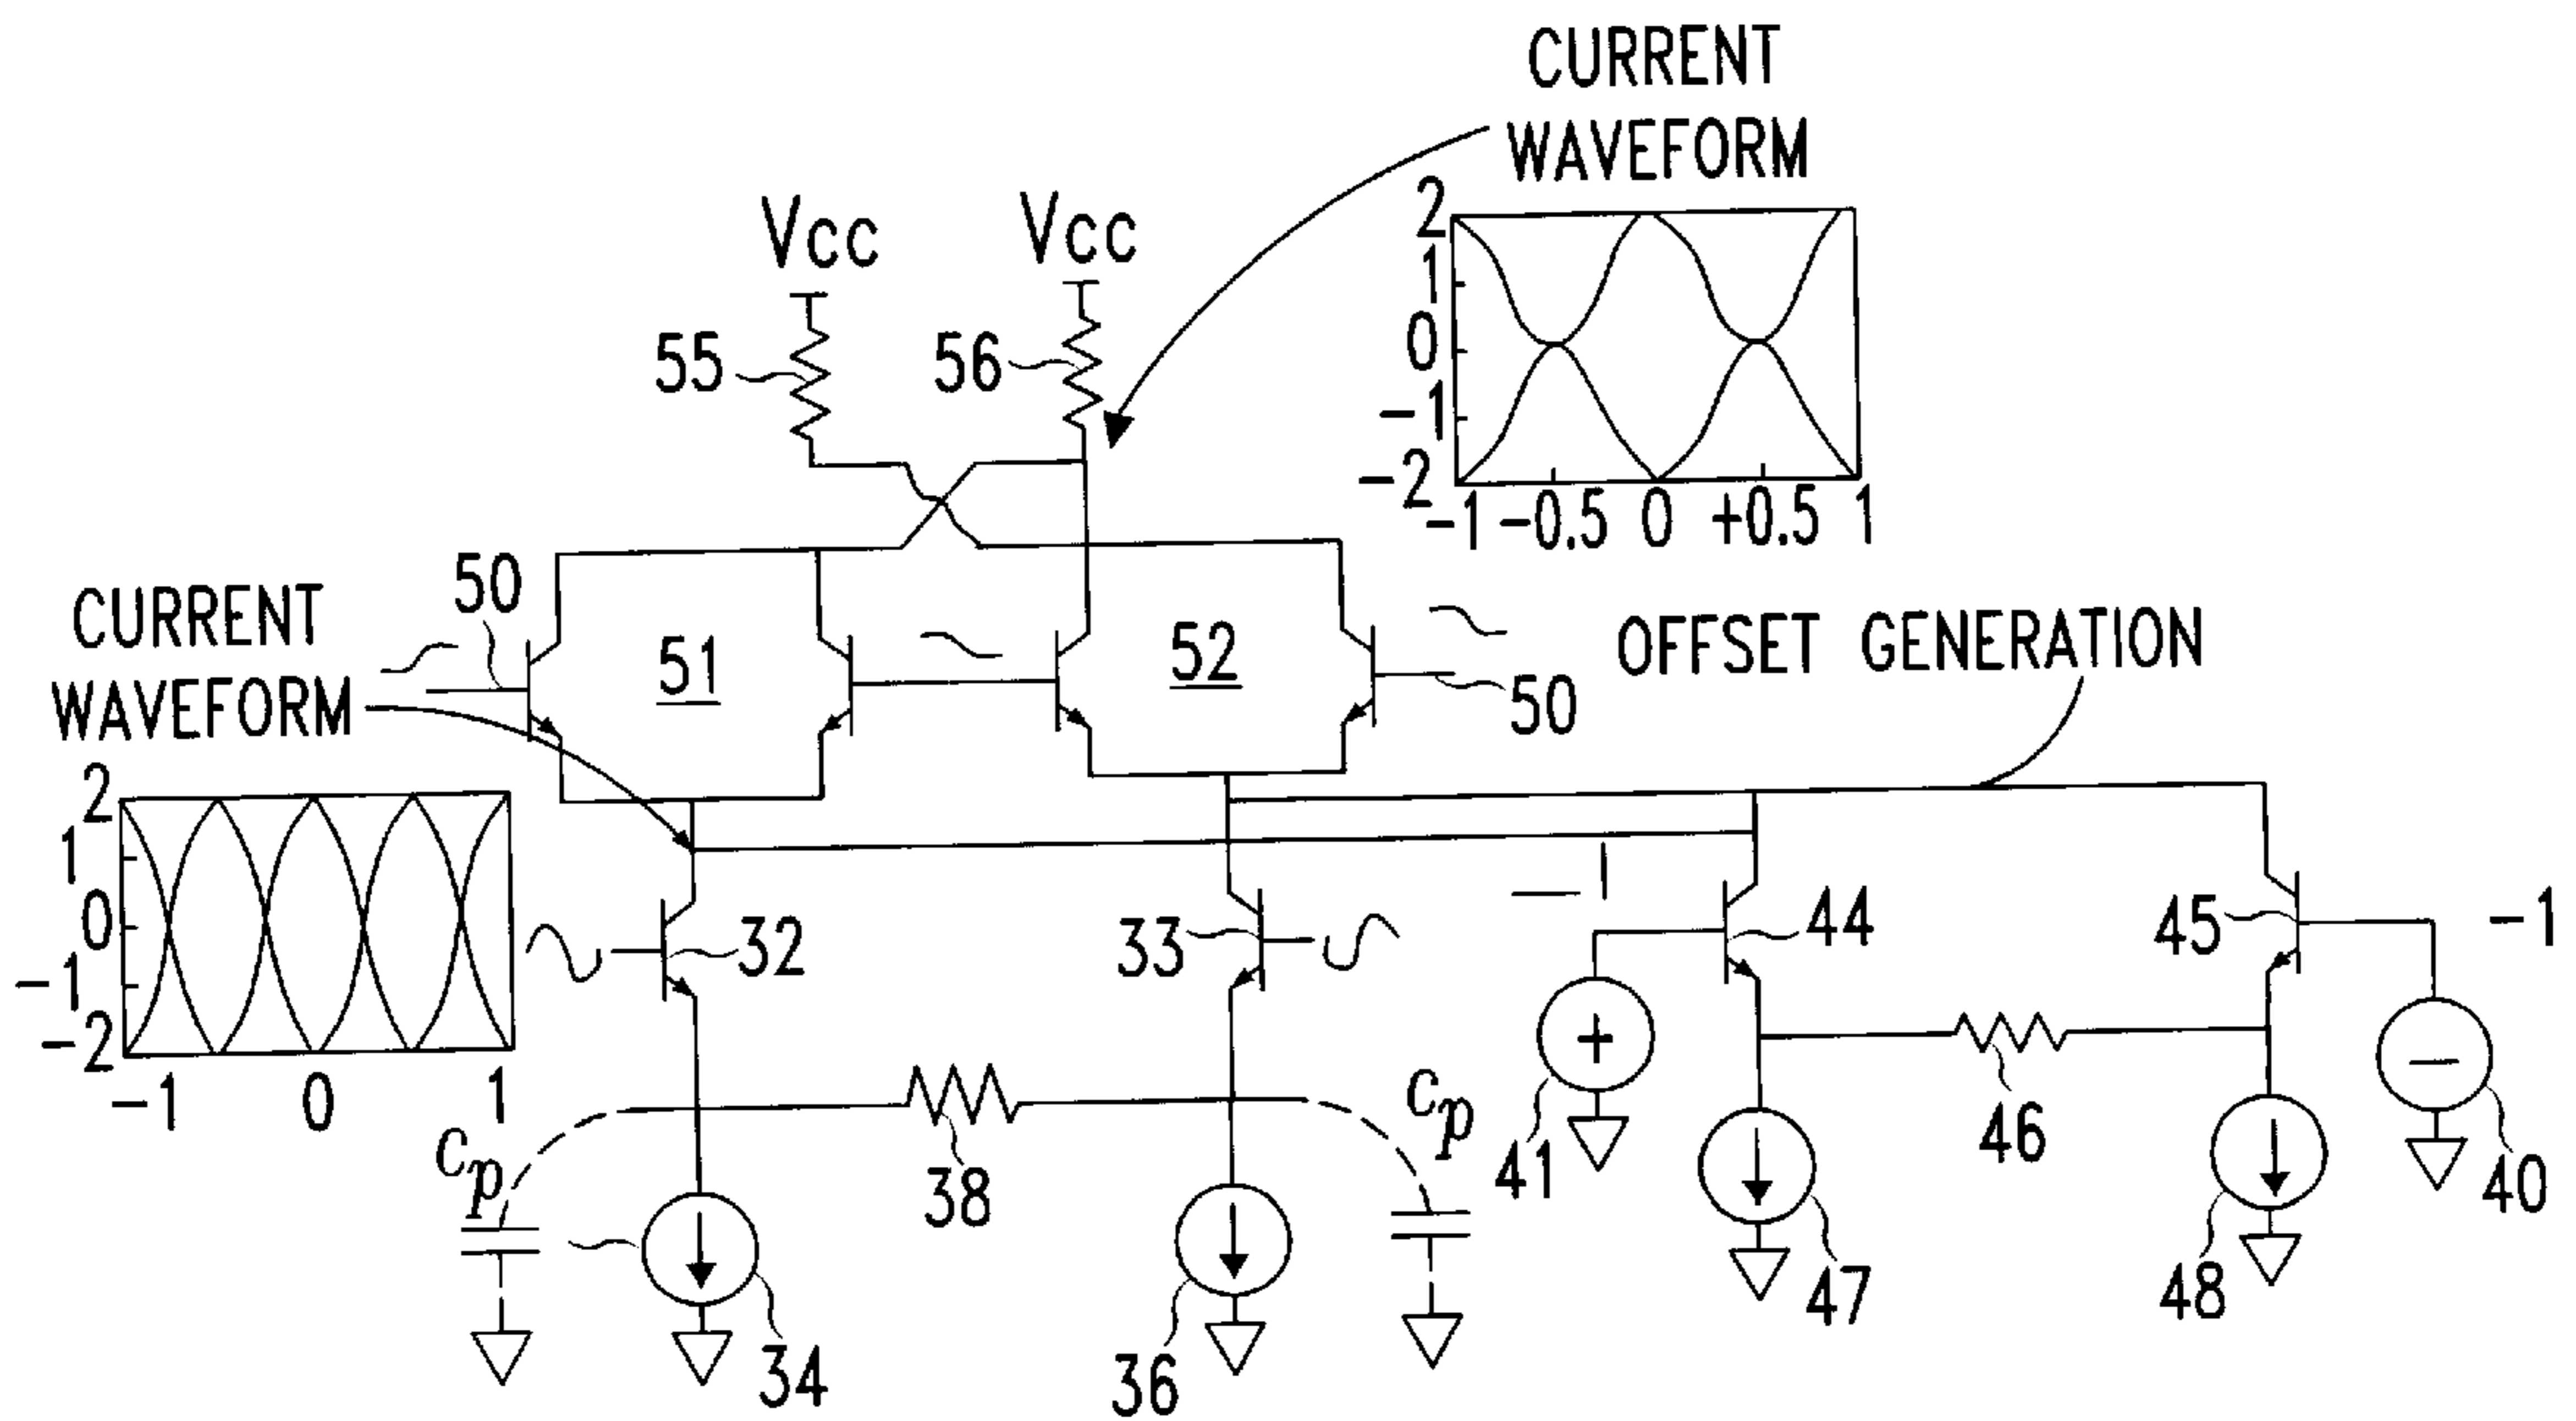 CURRENT
WAVEFORM
2
1
0
-1
-2
-1 -0.5 0 +0.5 1
Vcc
Vcc
55
56
50
51
52
50
CURRENT
WAVEFORM
OFFSET GENERATION
2
1
0
-1
-2
-1 0 1
32
33
44
45
-1
+
−
cp
cp
38
41
46
40
34
36
47
48